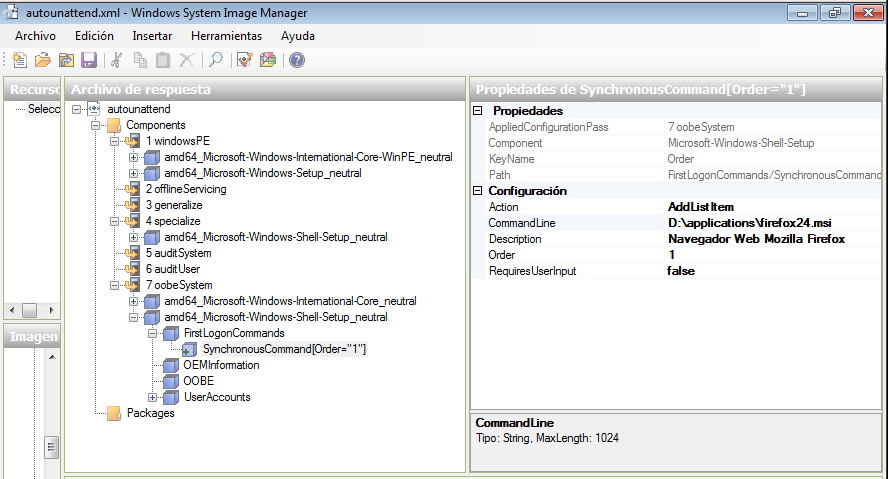 autounattend.xml - Windows System Image Manager
Archivo Edición Insertar Herramientas Ayuda
Recurso
Selecc
Imagen
Archivo de respuesta
autounattend
Components
1 windowsPE
amd64_Microsoft-Windows-International-Core-WinPE_neutral
amd64_Microsoft-Windows-Setup_neutral
2 offlineServicing
3 generalize
4 specialize
amd64_Microsoft-Windows-Shell-Setup_neutral
5 auditSystem
6 auditUser
7 oobeSystem
amd64_Microsoft-Windows-International-Core_neutral
amd64_Microsoft-Windows-Shell-Setup_neutral
FirstLogonCommands
SynchronousCommand[Order="1"]
OEMInformation
OOBE
UserAccounts
Packages
Propiedades de SynchronousCommand[Order="1"]
Propiedades
AppliedConfigurationPass 7 oobeSystem
Component Microsoft-Windows-Shell-Setup
KeyName Order
Path FirstLogonCommands/SynchronousCommand
Configuración
Action AddListItem
CommandLine D:\applications\firefox24.msi
Description Navegador Web Mozilla Firefox
Order 1
RequiresUserInput false
CommandLine
Tipo: String, MaxLength: 1024